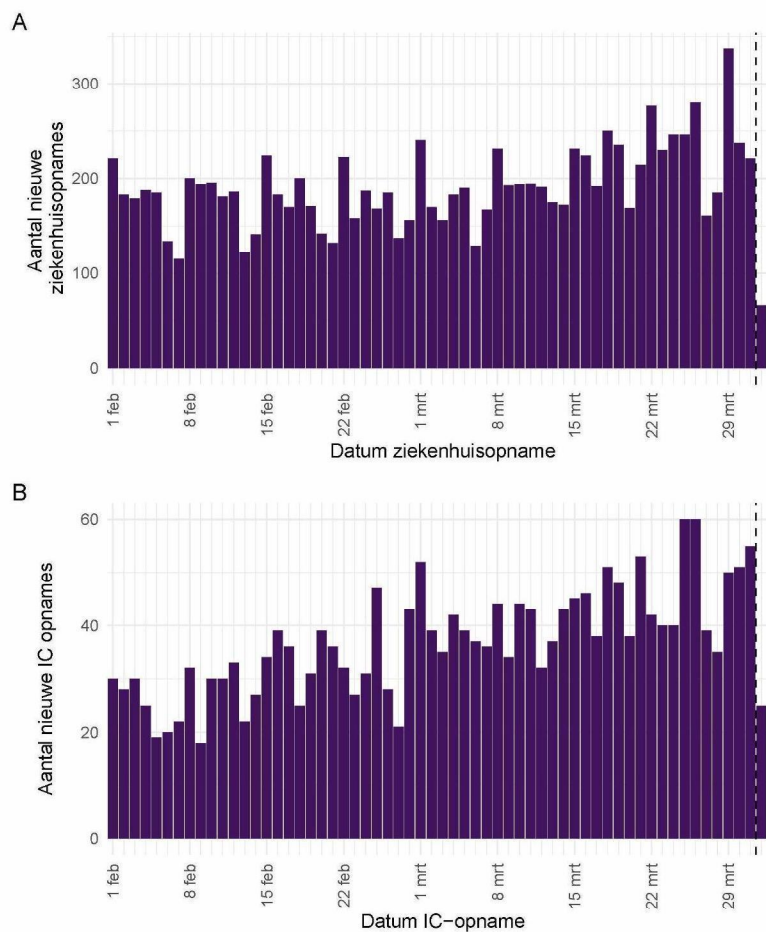 A
Aantal nieuwe
ziekenhuisopnames
300
200
100
0
1 feb
8 feb
15 feb
22 feb
1 mrt
8 mrt
15 mrt
22 mrt
29 mrt
Datum ziekenhuisopname
B
Aantal nieuwe IC opnames
60
40
20
0
1 feb
8 feb
15 feb
22 feb
1 mrt
8 mrt
15 mrt
22 mrt
29 mrt
Datum IC−opname